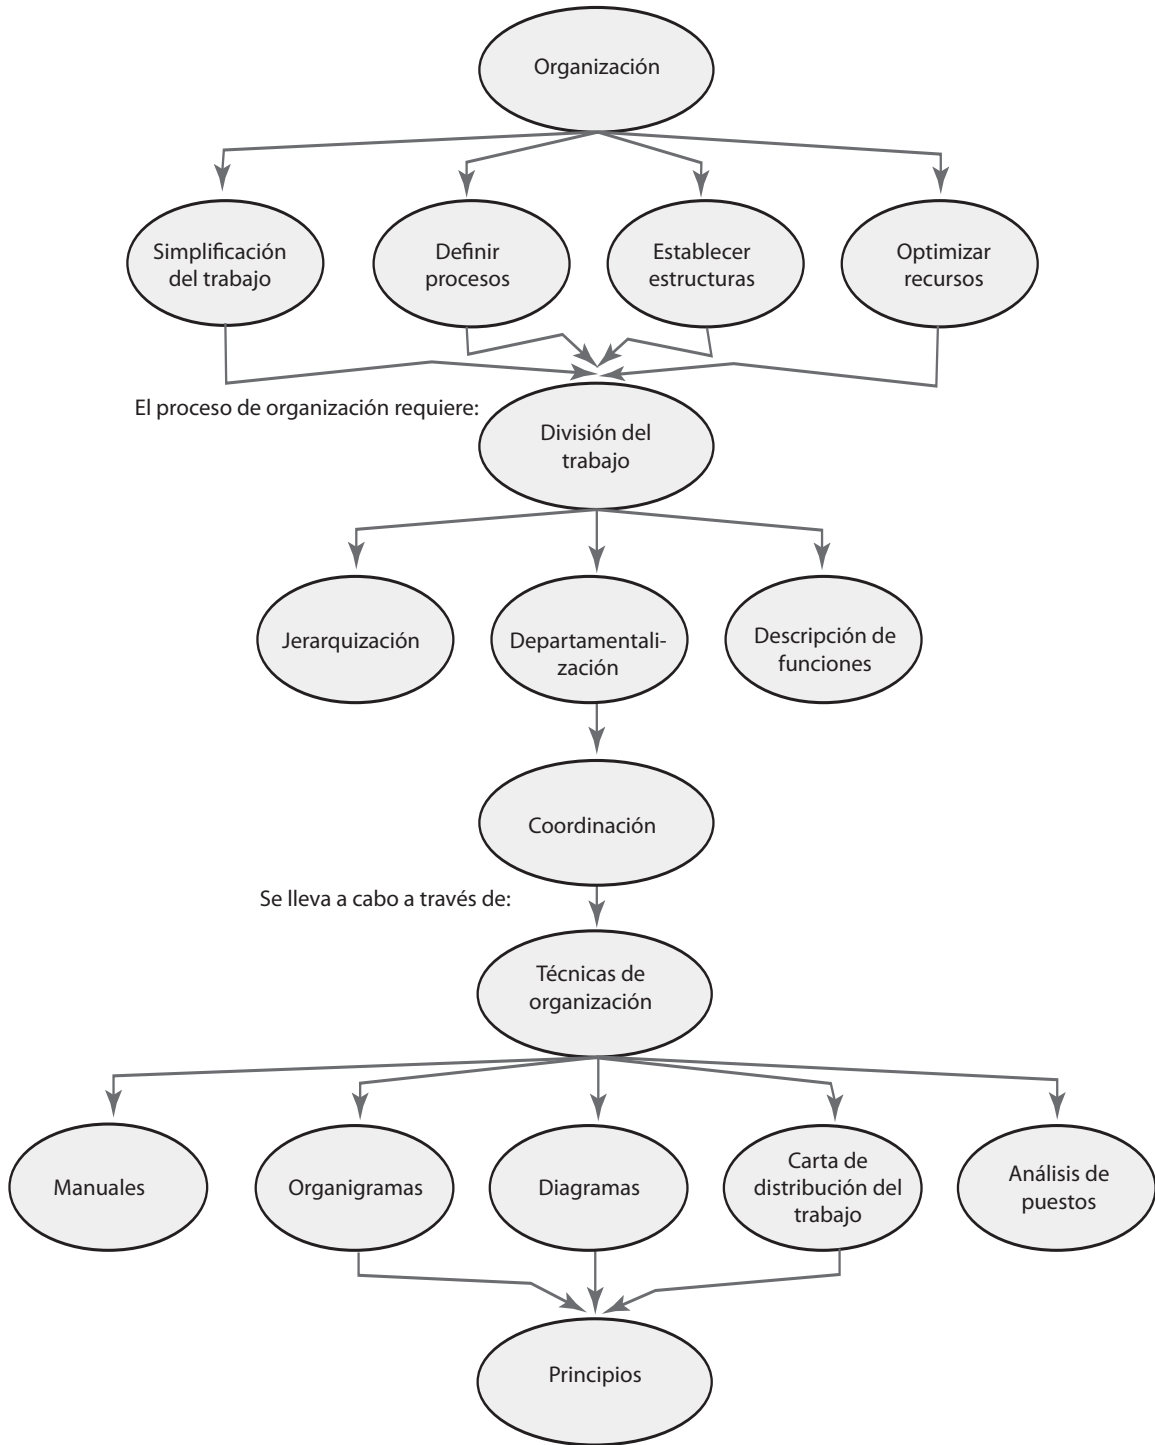 Organización
Simplificación
del trabajo
Definir
procesos
Establecer
estructuras
Optimizar
recursos
El proceso de organización requiere:
División del
trabajo
Jerarquización
Departamentali-
zación
Descripción de
funciones
Coordinación
Se lleva a cabo a través de:
Técnicas de
organización
Manuales
Organigramas
Diagramas
Carta de
distribución del
trabajo
Análisis de
puestos
Principios